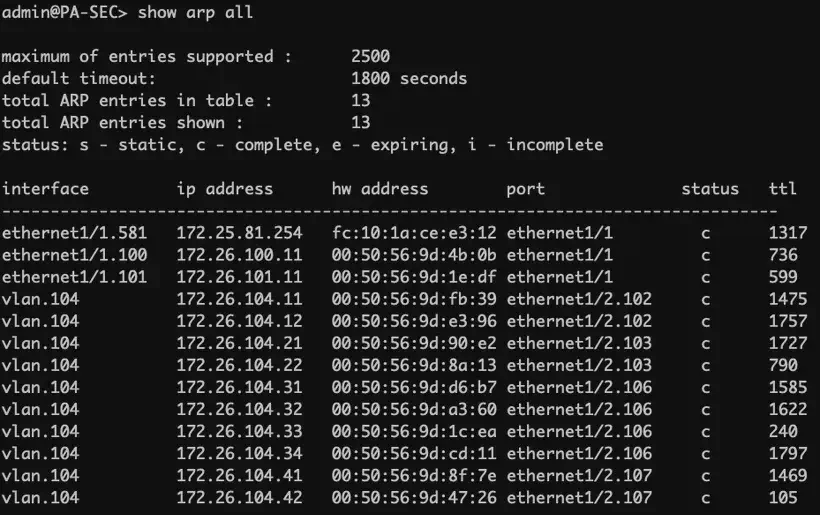 admin@PA-SEC> show arp all
maximum of entries supported : 2500
default timeout: 1800 seconds
total ARP entries in table : 13
total ARP entries shown : 13
status: s - static, c - complete, e - expiring, i - incomplete
interface ip address hw address port status ttl
--------------------------------------------------------------------------------
ethernet1/1.581 172.25.81.254 fc:10:1a:ce:e3:12 ethernet1/1 c 1317
ethernet1/1.100 172.26.100.11 00:50:56:9d:4b:0b ethernet1/1 c 736
ethernet1/1.101 172.26.101.11 00:50:56:9d:1e:df ethernet1/1 c 599
vlan.104 172.26.104.11 00:50:56:9d:fb:39 ethernet1/2.102 c 1475
vlan.104 172.26.104.12 00:50:56:9d:e3:96 ethernet1/2.102 c 1757
vlan.104 172.26.104.21 00:50:56:9d:90:e2 ethernet1/2.103 c 1727
vlan.104 172.26.104.22 00:50:56:9d:8a:13 ethernet1/2.103 c 790
vlan.104 172.26.104.31 00:50:56:9d:d6:b7 ethernet1/2.106 c 1585
vlan.104 172.26.104.32 00:50:56:9d:a3:60 ethernet1/2.106 c 1622
vlan.104 172.26.104.33 00:50:56:9d:1c:ea ethernet1/2.106 c 240
vlan.104 172.26.104.34 00:50:56:9d:cd:11 ethernet1/2.106 c 1797
vlan.104 172.26.104.41 00:50:56:9d:8f:7e ethernet1/2.107 c 1469
vlan.104 172.26.104.42 00:50:56:9d:47:26 ethernet1/2.107 c 105